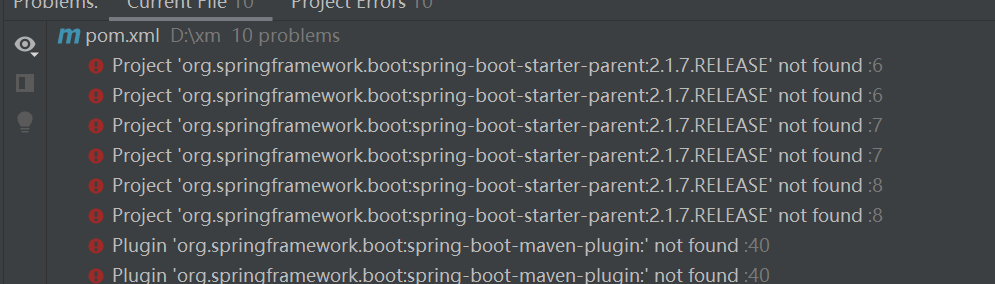 Problems: Current File 10 Project Errors 10
pom.xml D:\xm 10 problems
Project 'org.springframework.boot:spring-boot-starter-parent:2.1.7.RELEASE' not found :6
Project 'org.springframework.boot:spring-boot-starter-parent:2.1.7.RELEASE' not found :6
Project 'org.springframework.boot:spring-boot-starter-parent:2.1.7.RELEASE' not found :7
Project 'org.springframework.boot:spring-boot-starter-parent:2.1.7.RELEASE' not found :7
Project 'org.springframework.boot:spring-boot-starter-parent:2.1.7.RELEASE' not found :8
Project 'org.springframework.boot:spring-boot-starter-parent:2.1.7.RELEASE' not found :8
Plugin 'org.springframework.boot:spring-boot-maven-plugin:' not found :40
Plugin 'org.springframework.boot:spring-boot-maven-plugin:' not found :40